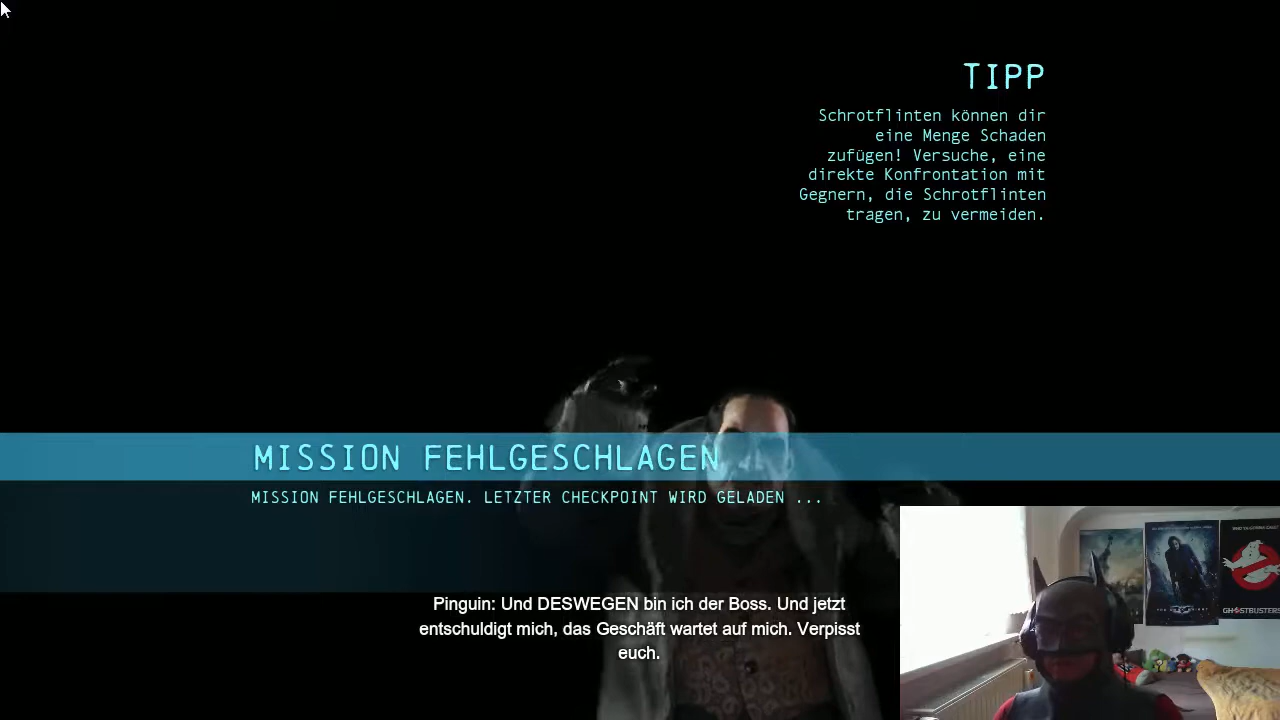 TIPP
Schrotflinten können dir
eine Menge Schaden
zufügen! Versuche, eine
direkte Konfrontation mit
Gegnern, die Schrotflinten
tragen, zu vermeiden.
MISSION FEHLGESCHLAGEN
MISSION FEHLGESCHLAGEN. LETZTER CHECKPOINT WIRD GELADEN ...
Pinguin: Und DESWEGEN bin ich der Boss. Und jetzt
entschuldigt mich, das Geschäft wartet auf mich. Verpisst
euch.
GHOSTBUSTERS